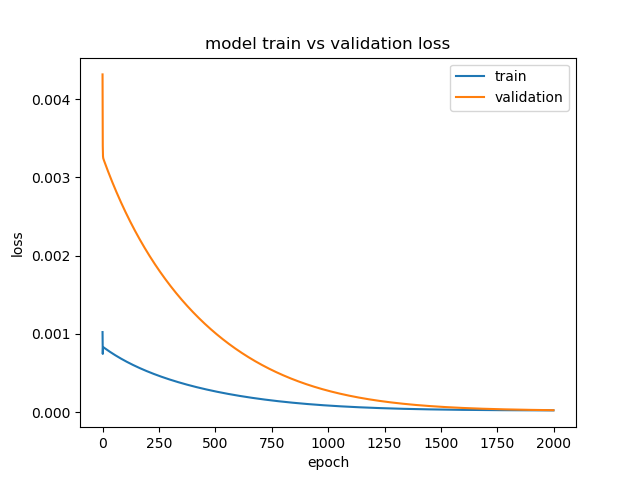 model train vs validation loss
train
validation
0.004
0.003
0.002
0.001
0.000
loss
0 250 500 750 1000 1250 1500 1750 2000
epoch